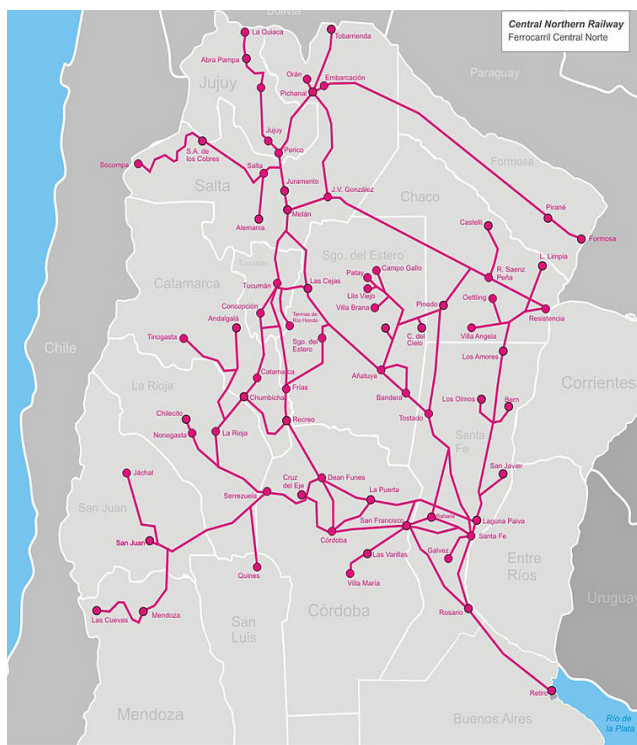 Bolivia
Central Northern Railway
Ferrocarril Central Norte
La Quiaca
Tobantirenda
Abra Pampa
Orán
Embarcación
Pichanal
Paraguay
Jujuy
Jujuy
Perico
S.A. de
los Cobres
Socompa
Salta
Salta
Juramento
J.V. González
Metán
Alemania
Formosa
Chaco
Pirané
Formosa
Castelli
Tucumán
Sgo. del Estero
Catamarca
Tucumán
Las Cejas
Campo Gallo
Patay
Lilo Viejo
Villa Brana
L. Limpia
R. Saenz
Peña
Oetling
Pinedo
Resistencia
Concepción
Termas de
Río Hondo
Andalgalá
Tinogasta
Sgo. del
Estero
C. del
Cielo
Villa Angela
Chile
Los Amores
Catamarca
Frías
Añatuya
Corrientes
La Rioja
Chumbicha
Bandera
Los Olmos
Bern
Chilecito
Nonogasta
La Rioja
Recreo
Tostado
Santa
Fe
Jáchal
Serrezuela
Cruz
del Eje
Dean Funes
La Puerta
San Javier
San Juan
San Juan
San Francisco
Rafaela
Laguna Paiva
Córdoba
Santa Fe
Galvez
Entre
Ríos
Quines
Las Varillas
Villa María
Las Cuevas
Mendoza
Córdoba
Rosario
Uruguay
San
Luis
Retiro
Mendoza
Buenos Aires
Río de
la Plata